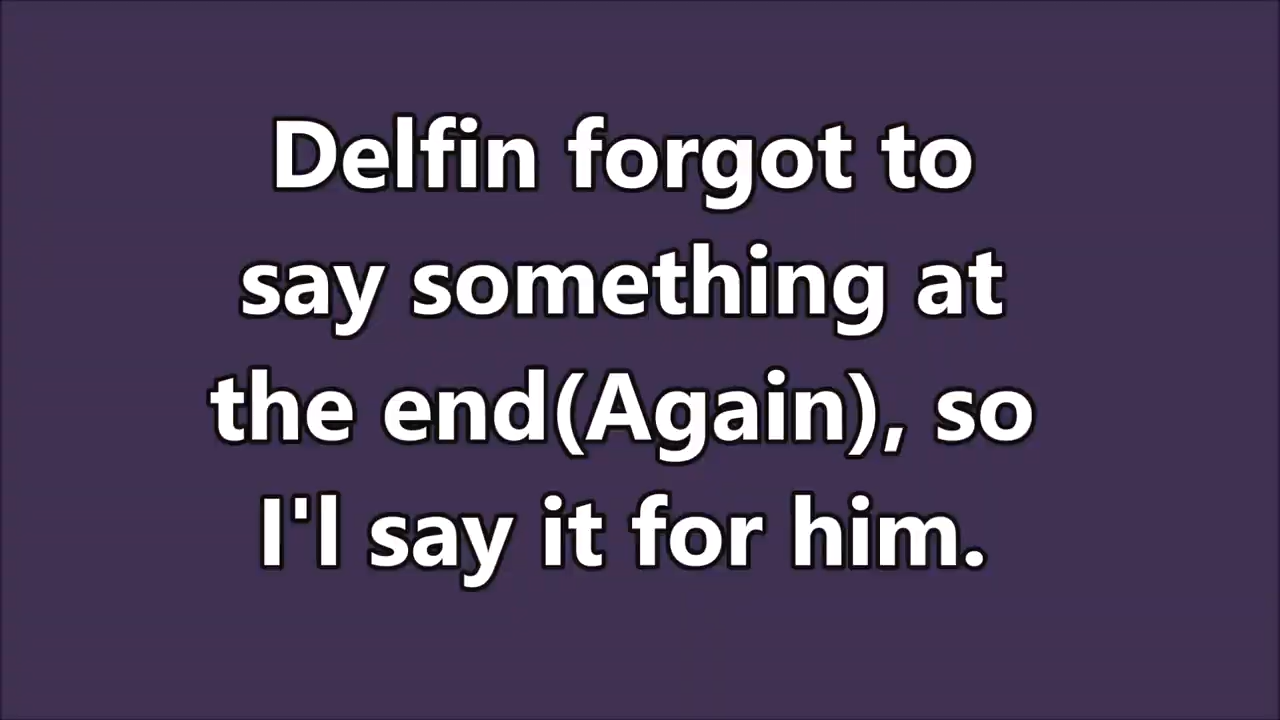 Delfin forgot to
say something at
the end(Again), so
I'l say it for him.